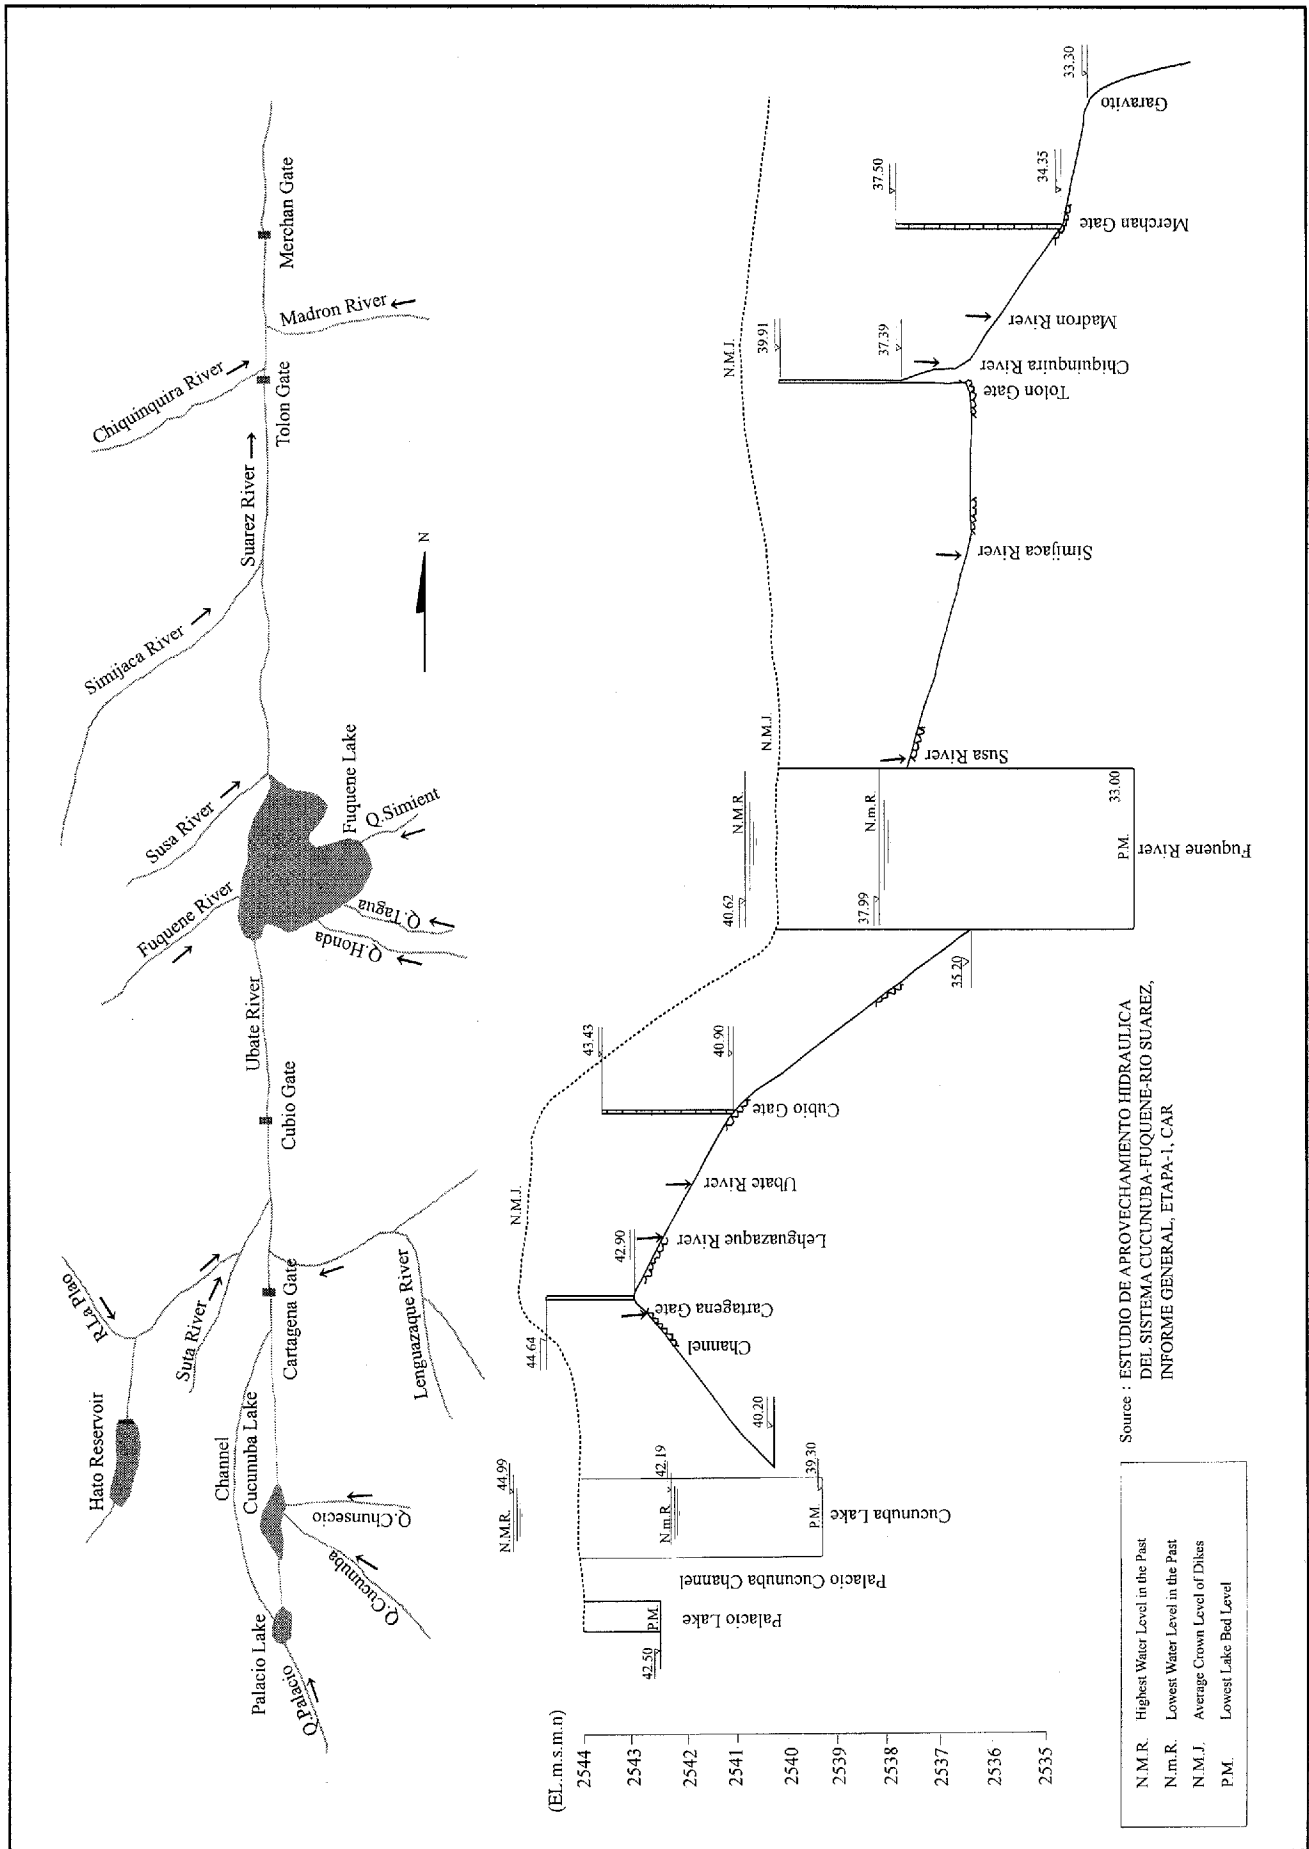 R.La Plao
Hato Reservoir
Suta River
Channel
Cucunuba Lake
Cartagena Gate
Palacio Lake
Q.Palacio
Q.Cucunuba
Q.Chunsecio
Lenguazaque River
Cubio Gate
Ubate River
Fuquene River
Susa River
Fuquene Lake
Q.Honda
Q.Tagua
Q.Simient
Simijaca River
Suarez River
Chiquinquira River
Tolon Gate
Madron River
Merchan Gate
N
(EL.m.s.m.n)
2544
2543
2542
2541
2540
2539
2538
2537
2536
2535
42.50
P.M.
Palacio Lake
Palacio Cucunuba Channel
N.M.R.
44.99
N.m.R
42.19
P.M.
39.30
Cucunuba Lake
40.20
44.64
Channel
Cartagena Gate
42.90
Lehguazaque River
Ubate River
N.M.J.
43.43
40.90
Cubio Gate
35.20
40.62
N.M.R
37.99
N.m.R
P.M.
33.00
Fuquene River
N.M.J.
Susa River
Simijaca River
N.M.J.
39.91
37.39
Tolon Gate
Chiquinquira River
Madron River
37.50
34.35
Merchan Gate
33.30
Garavito
Source : ESTUDIO DE APROVECHAMIENTO HIDRAULICA
DEL SISTEMA CUCUNUBA-FUQUENE-RIO SUAREZ,
INFORME GENERAL, ETAPA-1, CAR
N.M.R. Highest Water Level in the Past
N.m.R. Lowest Water Level in the Past
N.M.J. Average Crown Level of Dikes
P.M. Lowest Lake Bed Level